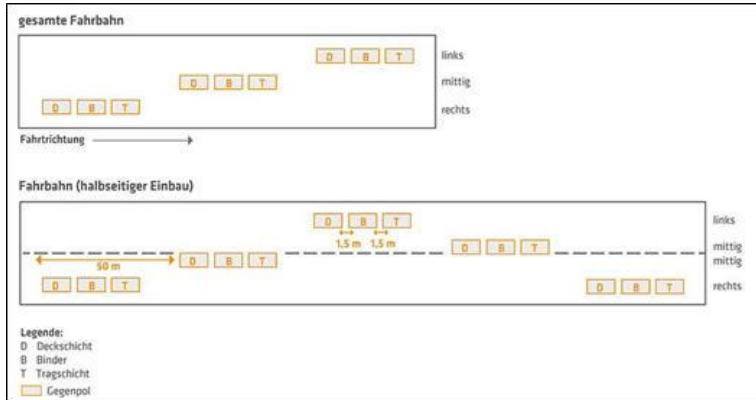 gesamte Fahrbahn
D B T links
D B T mittig
D B T rechts
Fahrtrichtung
Fahrbahn (halbseitiger Einbau)
D B T links
1,5 m 1,5 m
D B T mittig
D B T mittig
50 m
D B T D B T rechts
Legende:
D Deckschicht
B Binder
T Tragschicht
Gegenpol